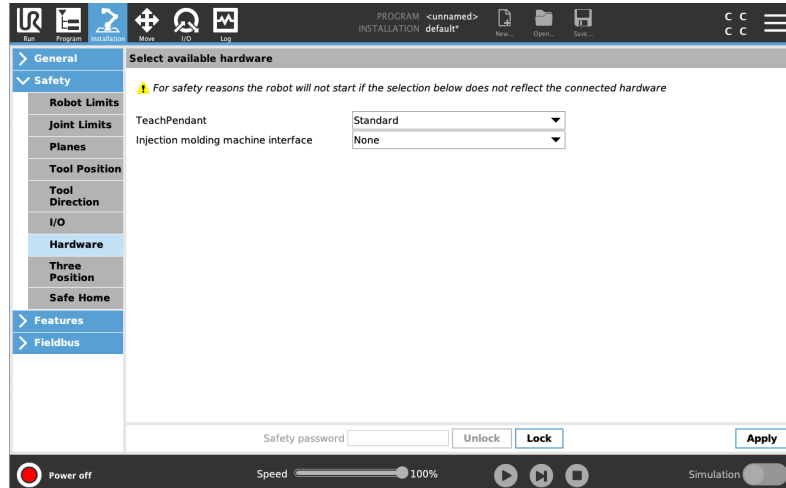 UR
PROGRAM <unnamed>
INSTALLATION default*
C C
C C
Run Program Installation Move I/O Log New... Open... Save...
General
Safety
Robot Limits
Joint Limits
Planes
Tool Position
Tool
Direction
I/O
Hardware
Three
Position
Safe Home
Features
Fieldbus
Select available hardware
For safety reasons the robot will not start if the selection below does not reflect the connected hardware
TeachPendant Standard
Injection molding machine interface None
Safety password Unlock Lock Apply
Power off Speed 100% Simulation